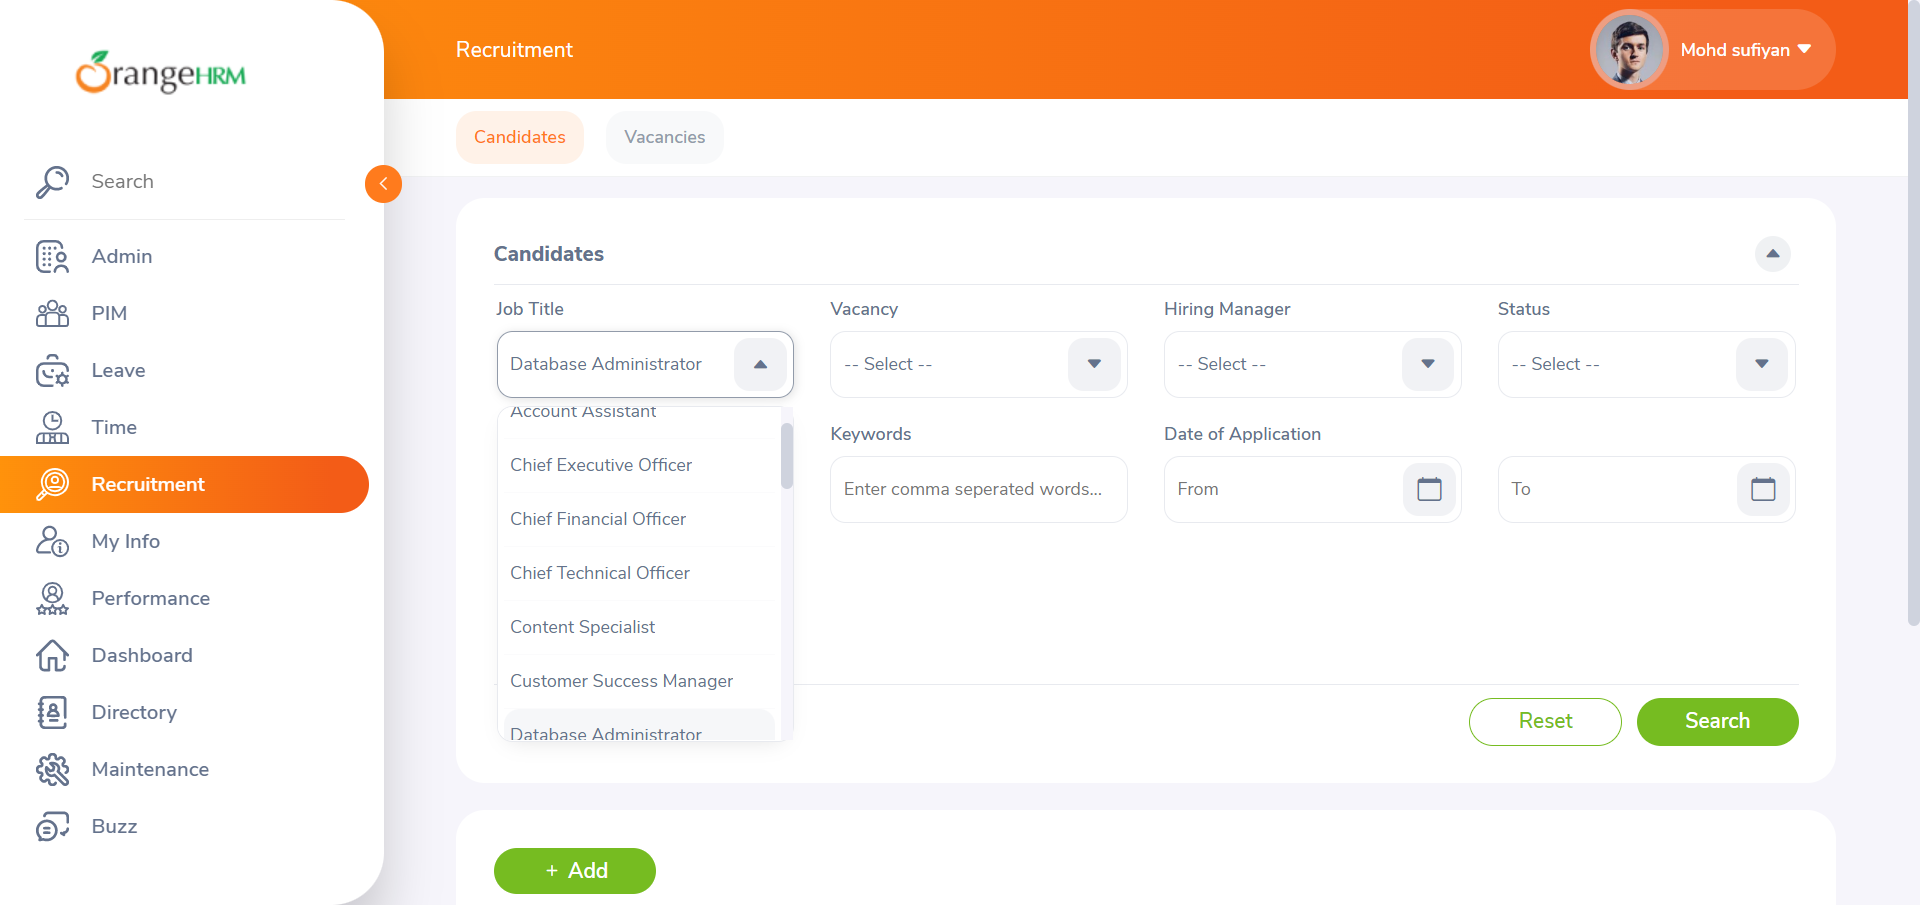 OrangeHRM
Search
Admin
PIM
Leave
Time
Recruitment
My Info
Performance
Dashboard
Directory
Maintenance
Buzz
Recruitment
Mohd sufiyan
Candidates
Vacancies
Candidates
Job Title
Vacancy
Hiring Manager
Status
Database Administrator
-- Select --
-- Select --
-- Select --
Account Assistant
Chief Executive Officer
Chief Financial Officer
Chief Technical Officer
Content Specialist
Customer Success Manager
Database Administrator
Keywords
Date of Application
Enter comma seperated words...
From
To
Reset
Search
+ Add